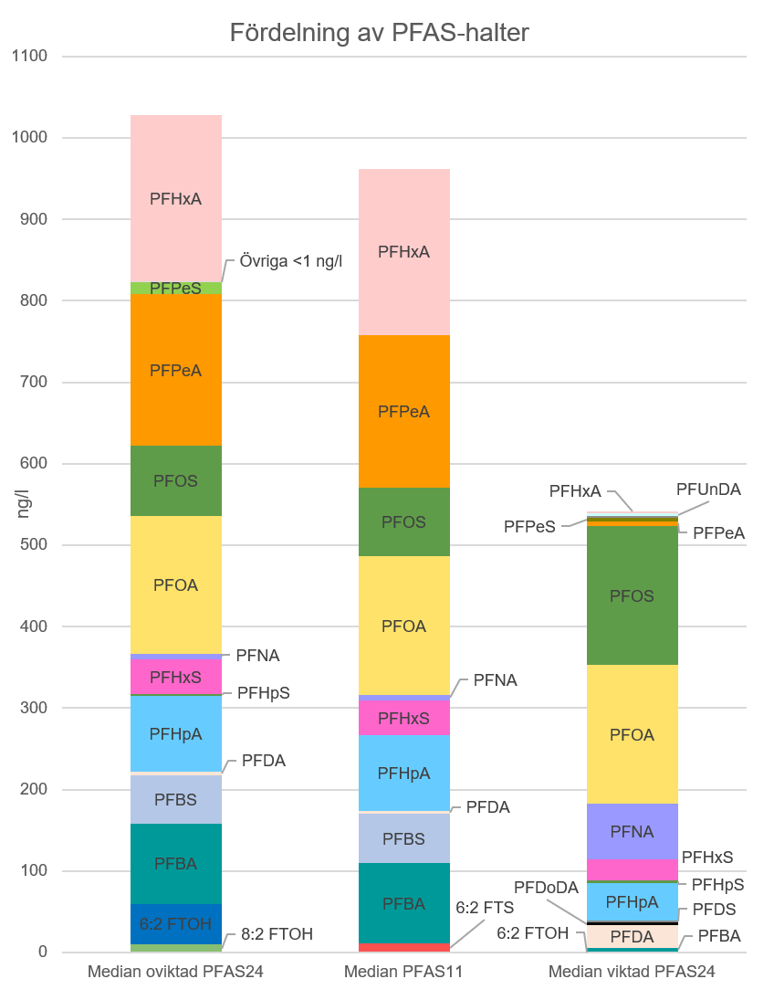 Fördelning av PFAS-halter
1100
1000
900
800
700
600
500
400
300
200
100
0
ng/l
PFHxA
Övriga <1 ng/l
PFPeS
PFPeA
PFOS
PFOA
PFNA
PFHxS
PFHpS
PFHpA
PFDA
PFBS
PFBA
6:2 FTOH
8:2 FTOH
PFHxA
PFPeA
PFOS
PFOA
PFNA
PFHxS
PFHpA
PFDA
PFBS
PFBA
6:2 FTS
PFHxA
PFUnDA
PFPeS
PFPeA
PFOS
PFOA
PFNA
PFHxS
PFHpS
PFDoDA
PFHpA
PFDS
6:2 FTOH
PFDA
PFBA
Median oviktad PFAS24
Median PFAS11
Median viktad PFAS24